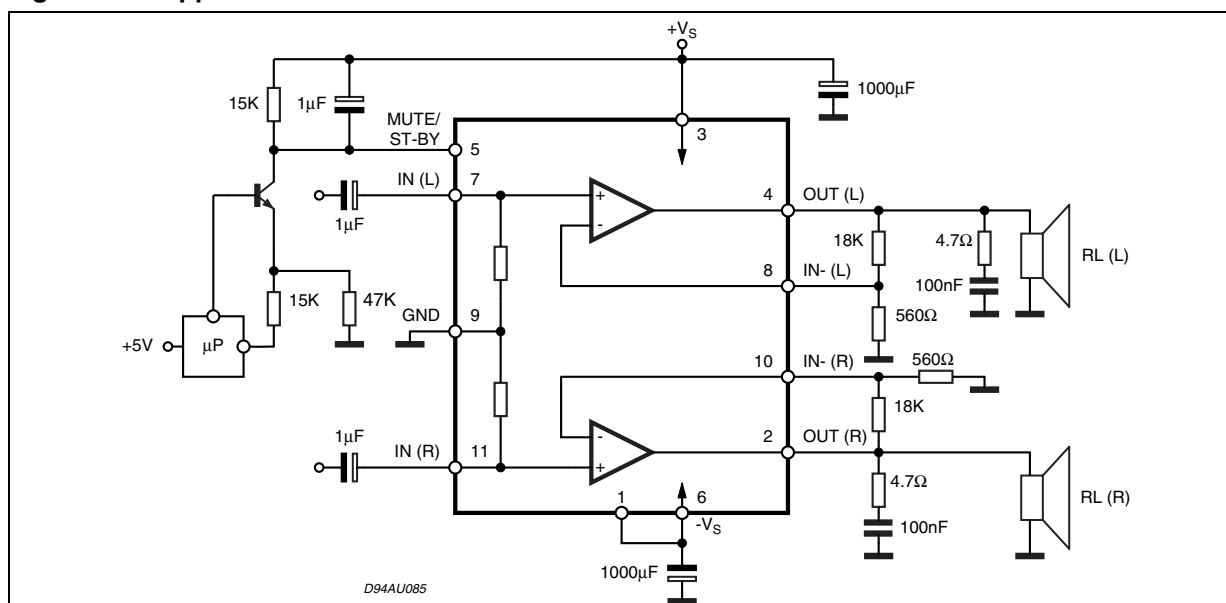 +VS
1000µF
15K
1µF
MUTE/
ST-BY
5
3
IN (L)
7
1µF
+
-
4
OUT (L)
18K
4.7Ω
RL (L)
8
IN- (L)
100nF
15K
47K
GND
9
560Ω
+5V
µP
10
IN- (R)
560Ω
18K
1µF
IN (R)
11
-
+
2
OUT (R)
4.7Ω
RL (R)
1
6
-VS
100nF
1000µF
D94AU085